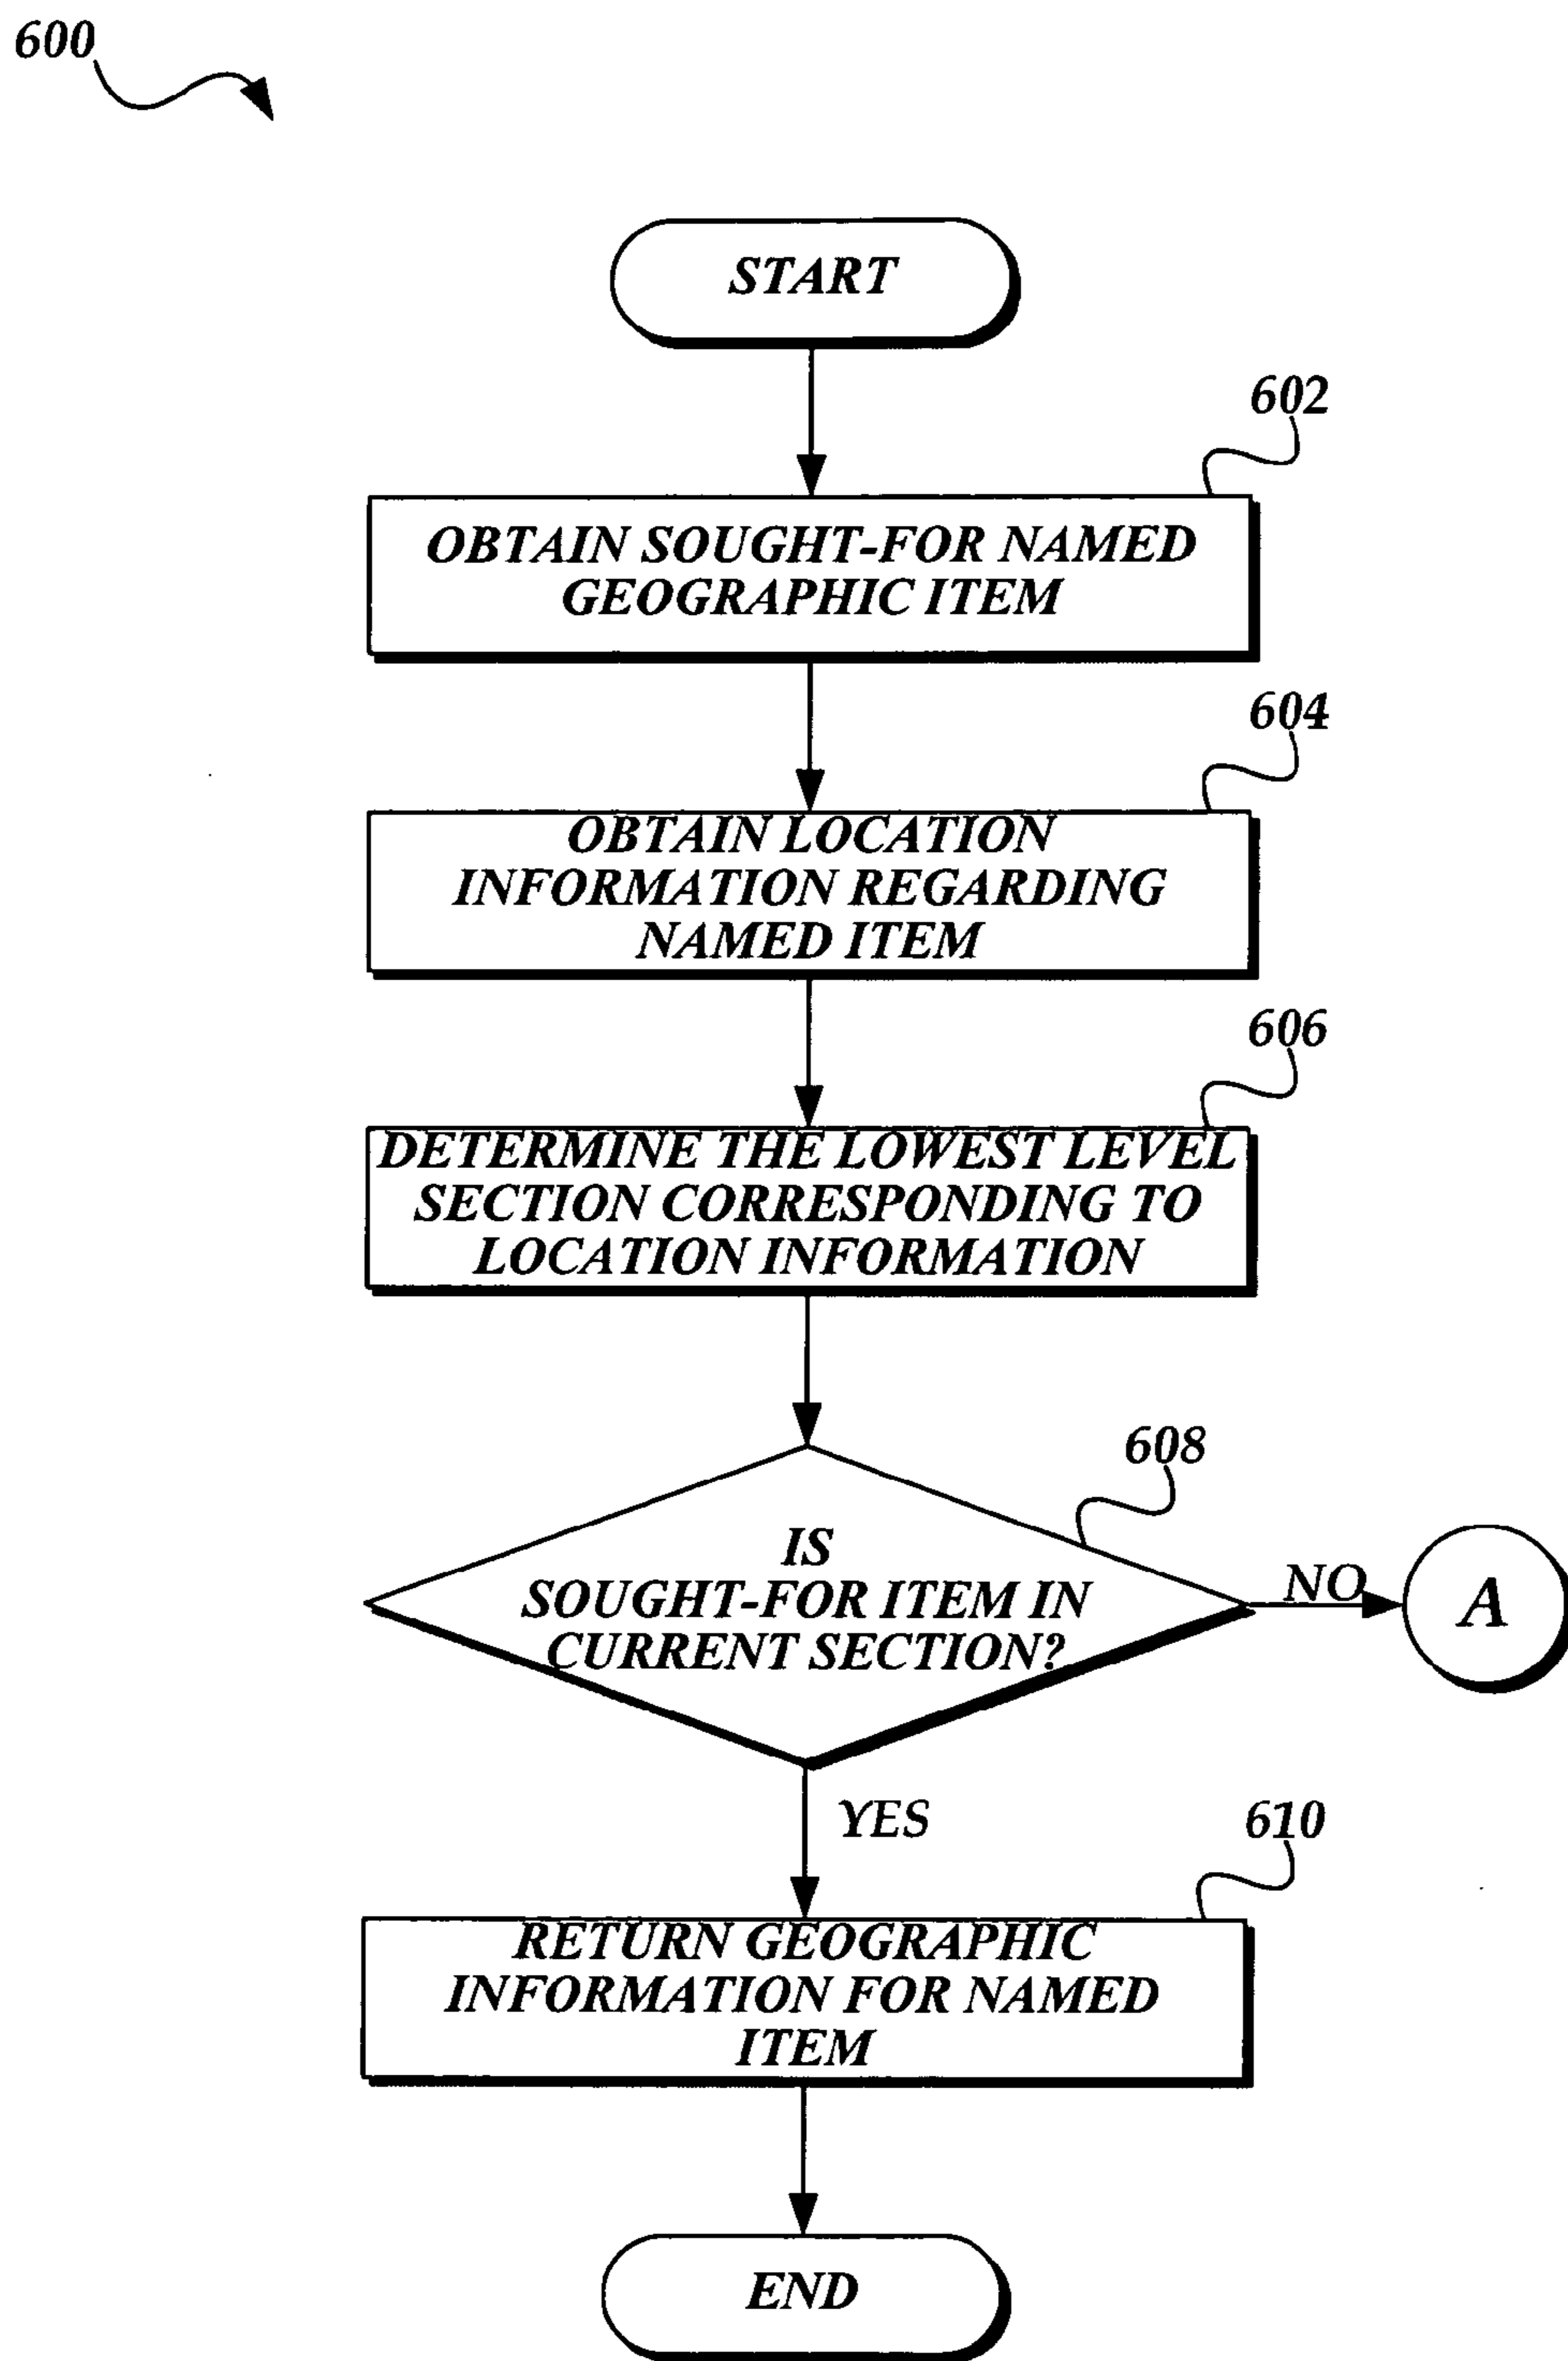 600
START
602
OBTAIN SOUGHT-FOR NAMED
GEOGRAPHIC ITEM
604
OBTAIN LOCATION
INFORMATION REGARDING
NAMED ITEM
606
DETERMINE THE LOWEST LEVEL
SECTION CORRESPONDING TO
LOCATION INFORMATION
608
IS
SOUGHT-FOR ITEM IN
CURRENT SECTION?
NO
A
YES
610
RETURN GEOGRAPHIC
INFORMATION FOR NAMED
ITEM
END